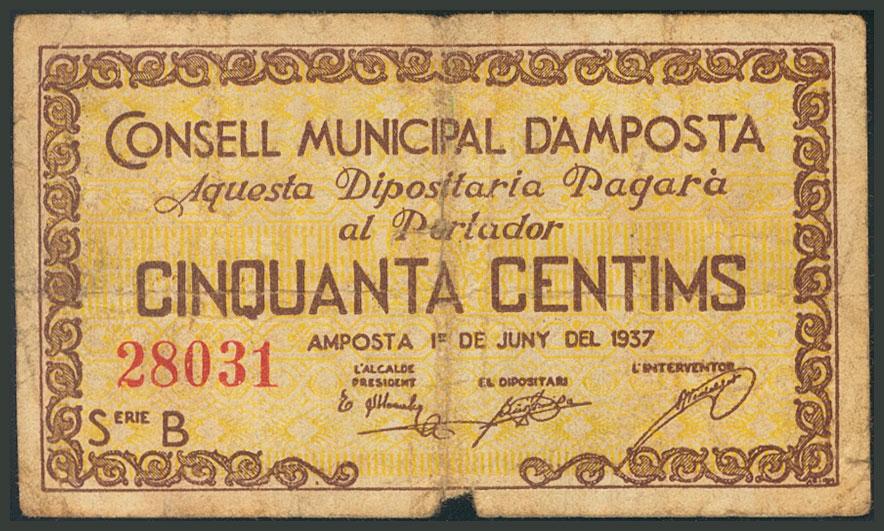 CONSELL MUNICIPAL D'AMPOSTA
Aquesta Dipositaria Pagarà
al Portador
CINQUANTA CENTIMS
AMPOSTA 1er DE JUNY DEL 1937
28031
L'ALCALDE
PRESIDENT
EL DIPOSITARI
L'INTERVENTOR
SERIE B